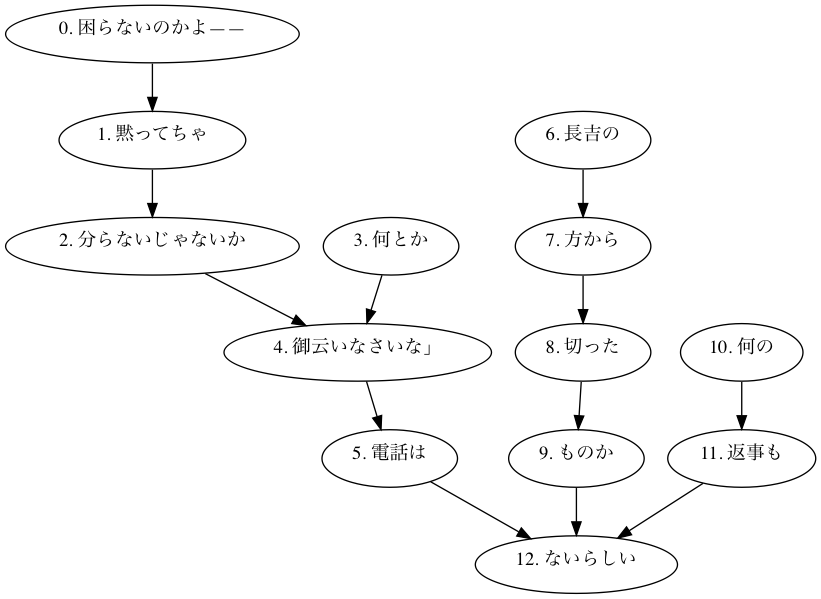 0. 困らないのかよ――
1. 黙ってちゃ
6. 長吉の
2. 分らないじゃないか
3. 何とか
7. 方から
4. 御云いなさいな」
8. 切った
10. 何の
5. 電話は
9. ものか
11. 返事も
12. ないらしい